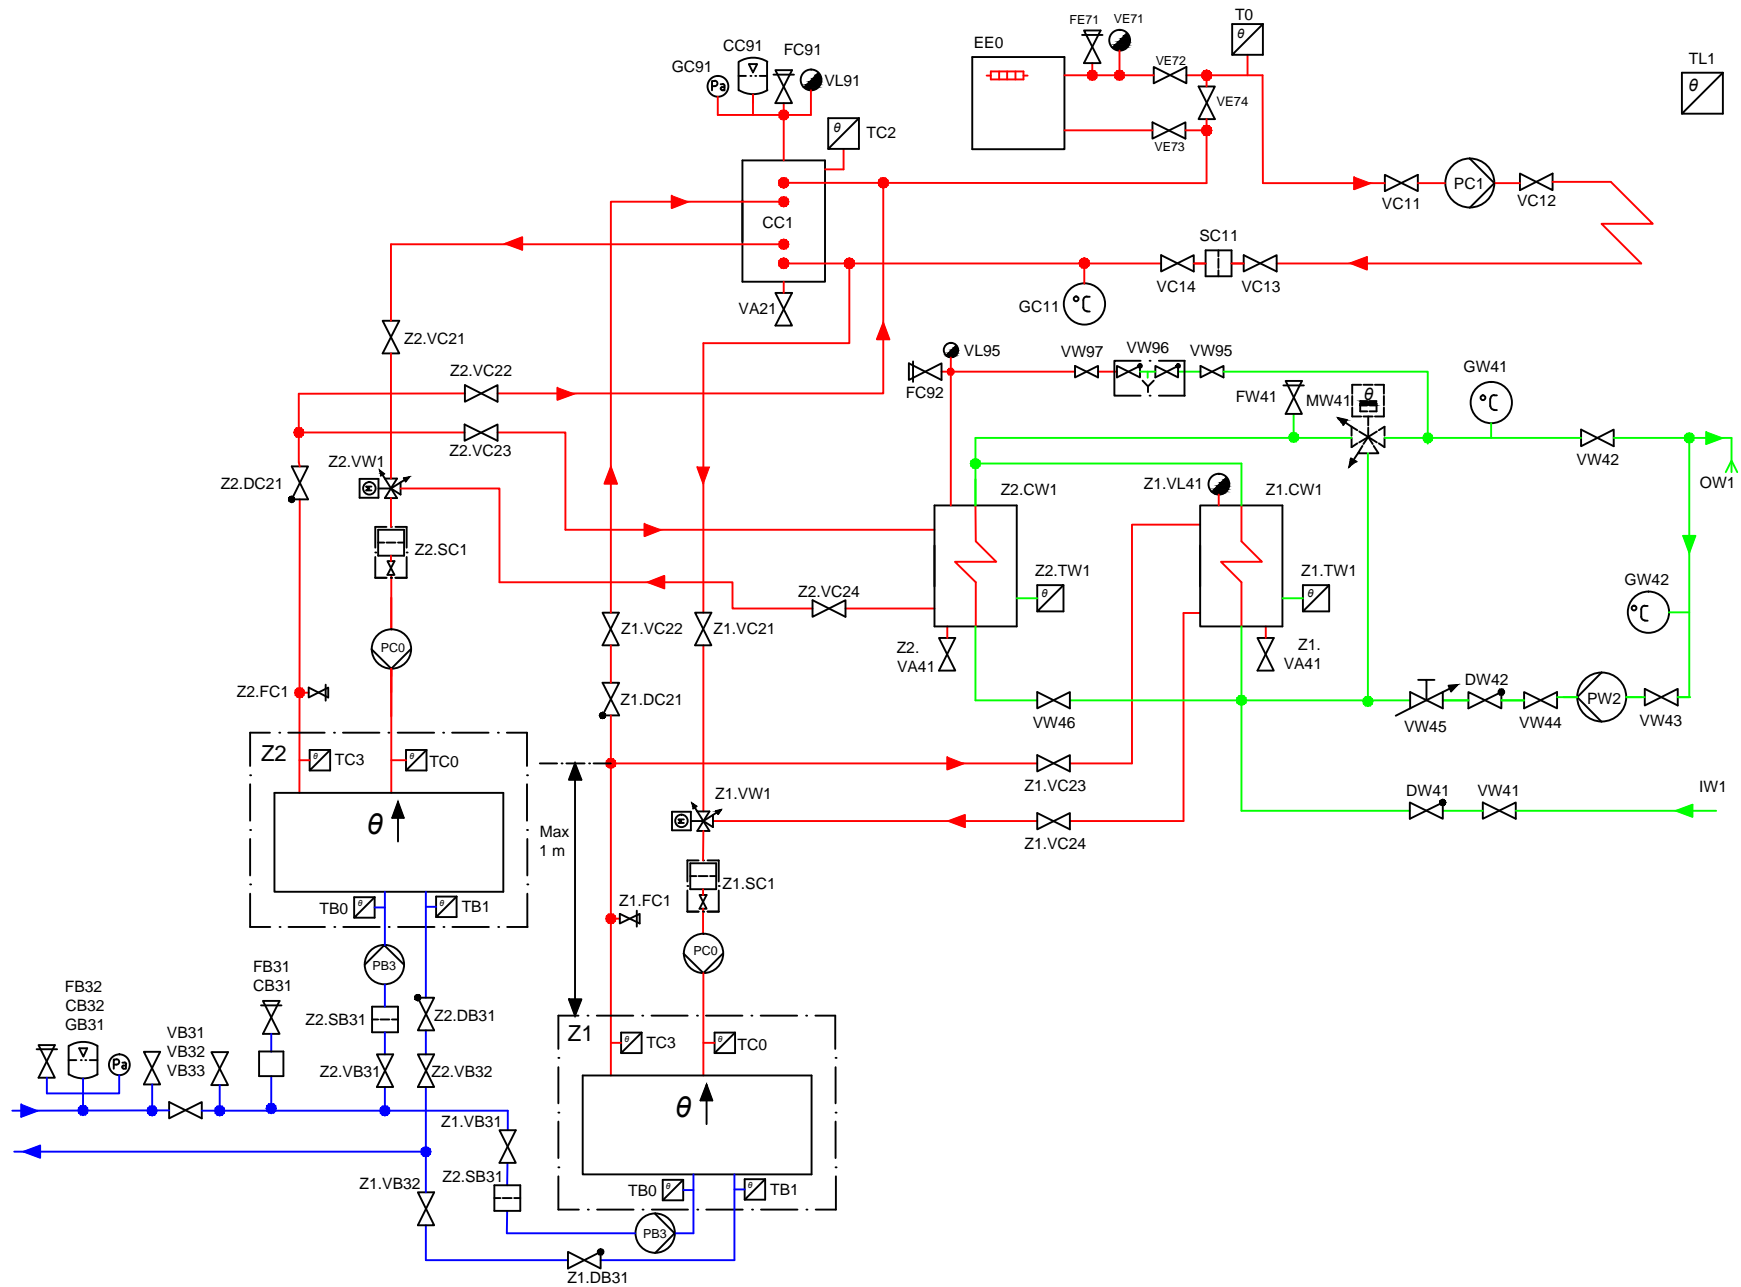 FE71
VE71
T0
EE0
CC91
FC91
GC91
Pa
VL91
VE72
TL1
θ
θ
VE74
θ
TC2
VE73
PC1
VC11
VC12
CC1
SC11
VC14
VC13
°C
GC11
VA21
Z2.VC21
Z2.VC22
VL95
VW97
VW96
VW95
FC92
FW41
MW41
θ
GW41
°C
Z2.VC23
VW42
Z2.VW1
M
Z2.DC21
Z1.VL41
Z2.CW1
Z1.CW1
OW1
Z2.SC1
Z2.VC24
Z2.TW1
θ
Z1.TW1
θ
GW42
°C
Z1.VC22
Z1.VC21
PC0
Z2.
VA41
Z1.
VA41
Z2.FC1
Z1.DC21
VW46
VW45
DW42
VW44
PW2
VW43
Z2
θ
TC3
θ
TC0
Z1.VC23
θ
Z1.VW1
M
DW41
VW41
IW1
Max
1 m
Z1.VC24
TB0
θ
θ
TB1
Z1.SC1
Z1.FC1
PB3
PC0
FB31
CB31
FB32
CB32
GB31
Z2.SB31
Z2.DB31
VB31
VB32
VB33
Pa
Z1
θ
TC3
θ
TC0
Z2.VB31
Z2.VB32
θ
Z1.VB31
Z1.VB32
Z2.SB31
TB0
θ
θ
TB1
PB3
Z1.DB31